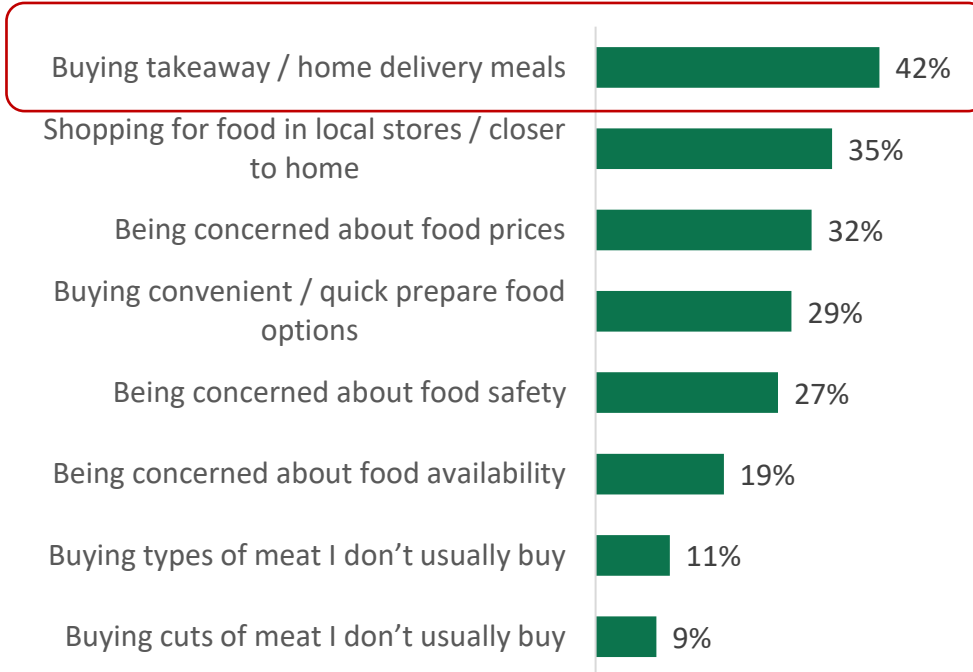 Buying takeaway / home delivery meals 42%
Shopping for food in local stores / closer
to home 35%
Being concerned about food prices 32%
Buying convenient / quick prepare food
options 29%
Being concerned about food safety 27%
Being concerned about food availability 19%
Buying types of meat I don’t usually buy 11%
Buying cuts of meat I don’t usually buy 9%